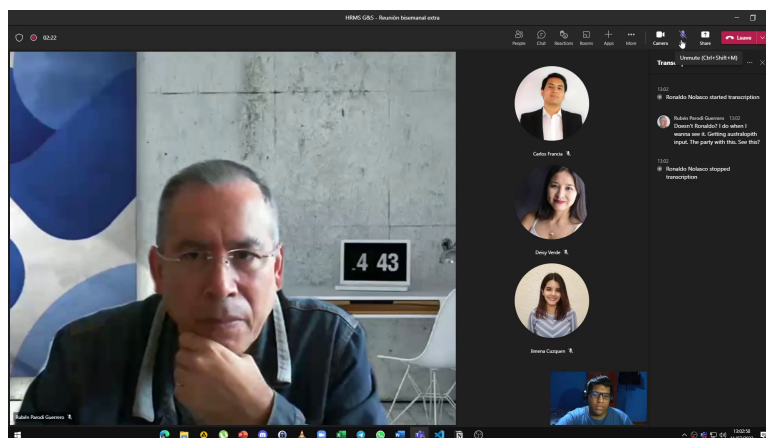 HRMS G&S - Reunión bisemanal extra
02:22
People
Chat
Reactions
Rooms
Apps
More
Camera
Share
Leave
Unmute (Ctrl+Shift+M)
13:02
Ronaldo Nolasco started transcription
Rubén Parodi Guerrero 13:02
Doesn't Ronaldo? I do when I
wanna see it. Getting australopith
input. The party with this. See this?
13:02
Ronaldo Nolasco stopped
transcription
Carlos Francia
Deisy Verde
Jimena Cuzquen
4 43
Rubén Parodi Guerrero
13:02:58